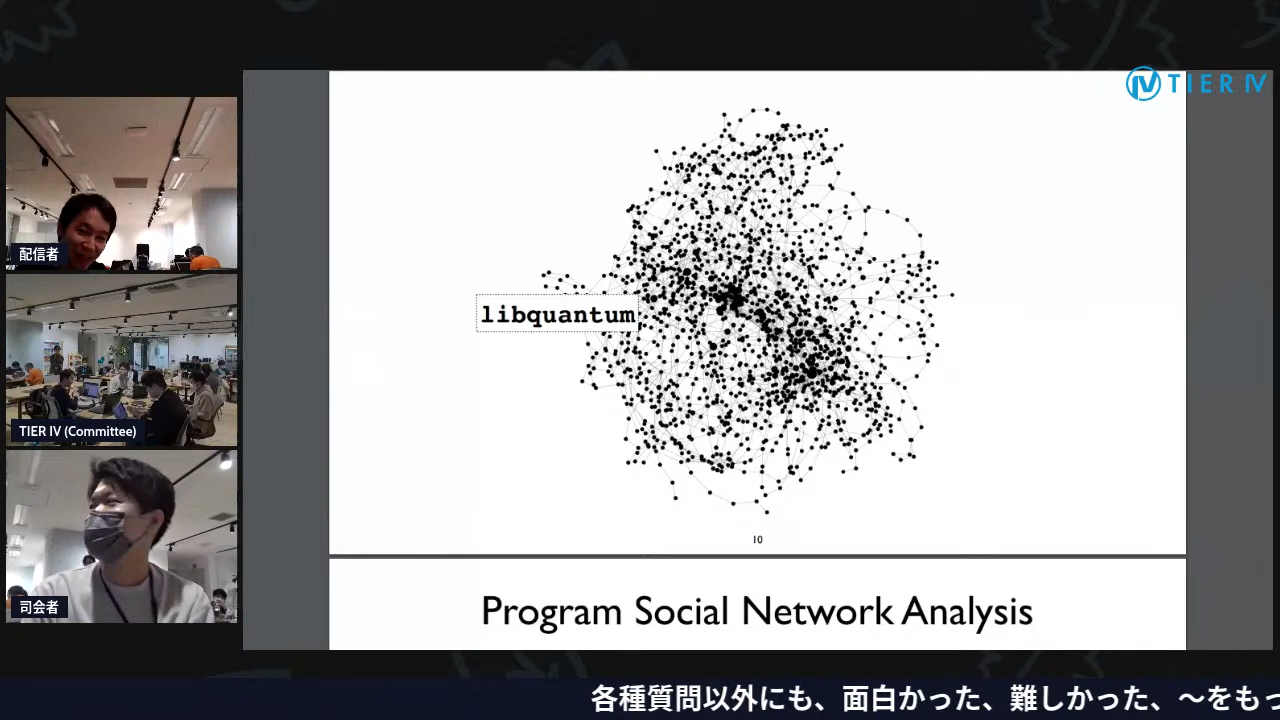 TIER IV
配信者
libquantum
TIER IV (Committee)
10
司会者
Program Social Network Analysis
各種質問以外にも、面白かった、難しかった、～をもっ